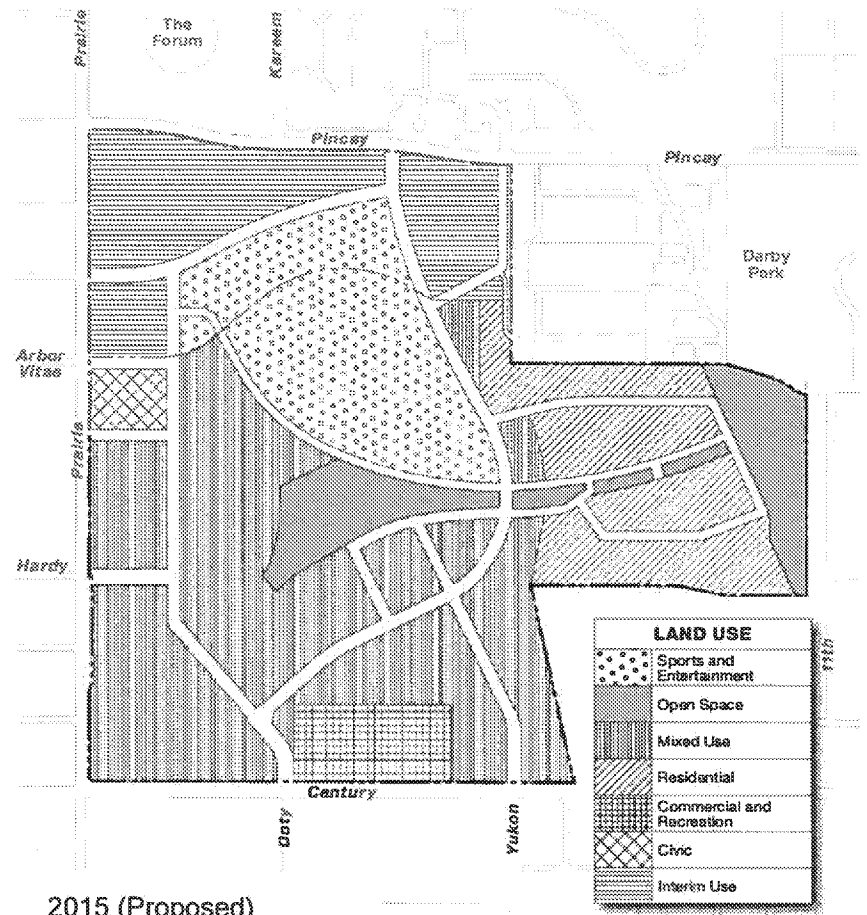 Prairie
The
Forum
Kareem
Pincay
Pincay
Darby
Park
Arbor
Vitae
Prairie
Hardy
LAND USE
Sports and
Entertainment
Open Space
Mixed Use
Residential
Commercial and
Recreation
Civic
Interim Use
11th
Century
Doty
Yukon
2015 (Proposed)